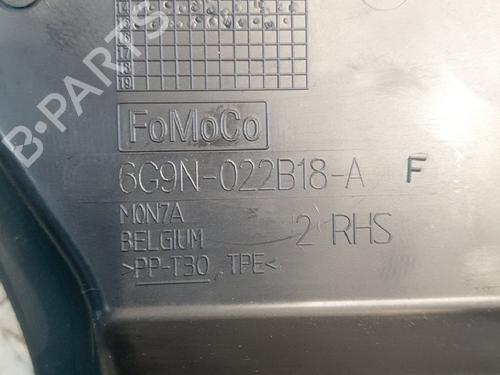 FoMoCo
6G9N-022B18-A F
MON7A
BELGIUM 2 RHS
>PP-T30 TPE<
B-PARTS